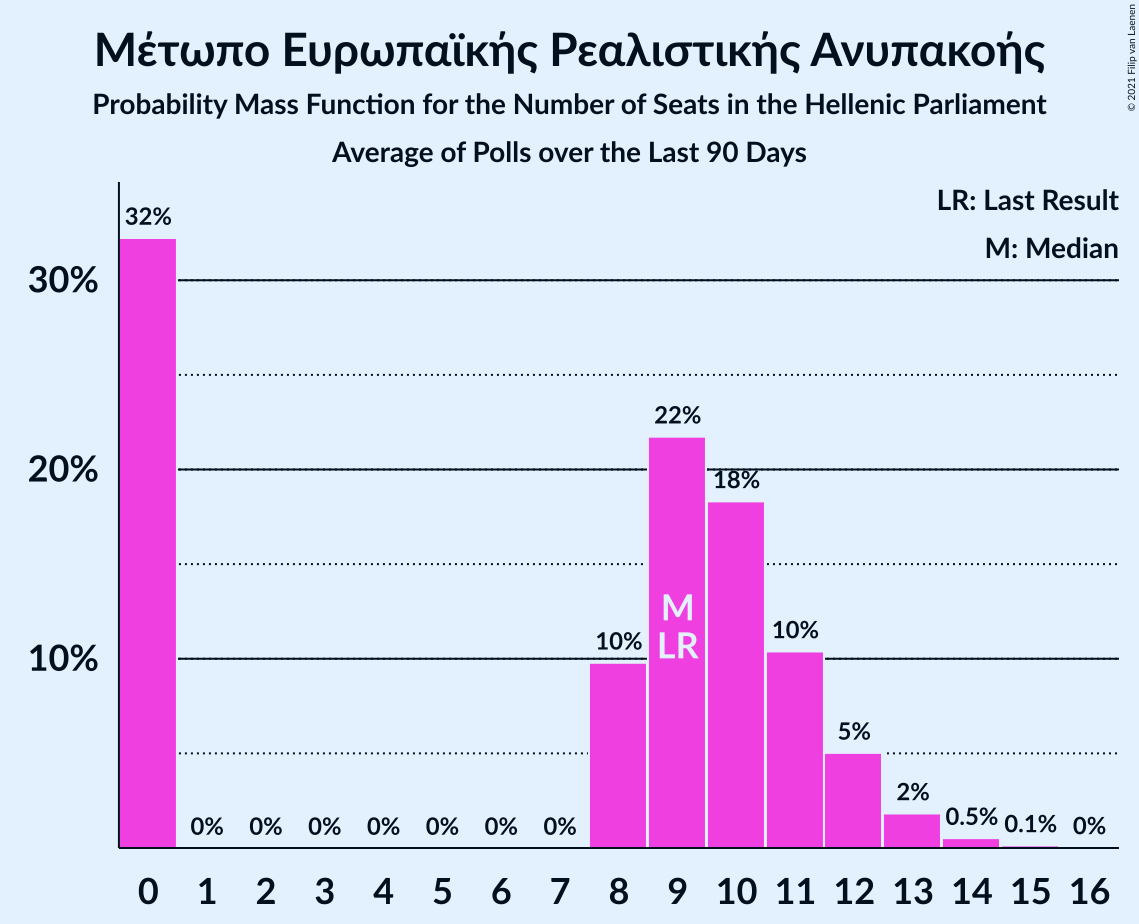 Μέτωπο Ευρωπαϊκής Ρεαλιστικής Ανυπακοής
Probability Mass Function for the Number of Seats in the Hellenic Parliament
Average of Polls over the Last 90 Days
© 2021 Filip van Laenen
LR: Last Result
M: Median
32%
30%
22%
20%
18%
M
LR
10%
10%
10%
5%
2%
0% 0% 0% 0% 0% 0% 0% 0.5% 0.1% 0%
0 1 2 3 4 5 6 7 8 9 10 11 12 13 14 15 16